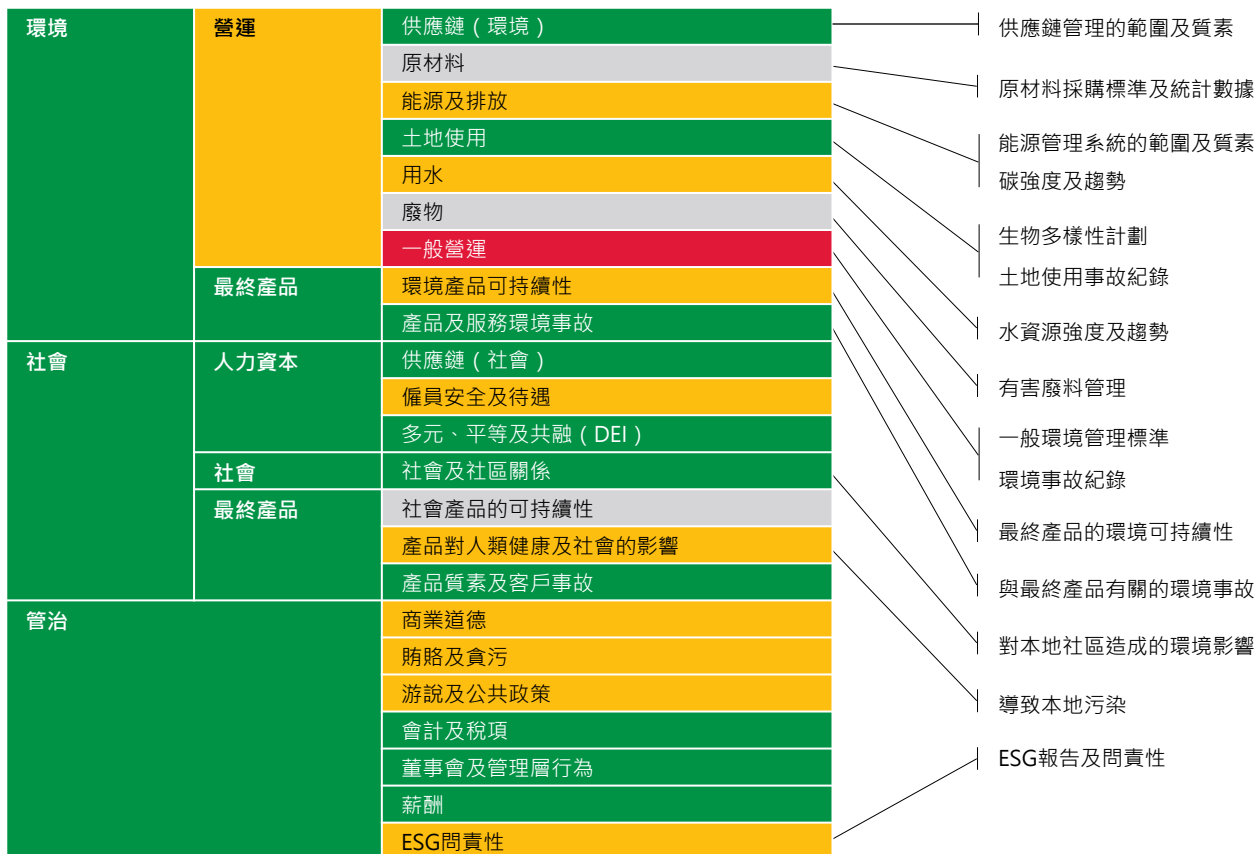 環境
營運
供應鏈（環境）
原材料
能源及排放
土地使用
用水
廢物
一般營運
最終產品
環境產品可持續性
產品及服務環境事故
社會
人力資本
供應鏈（社會）
僱員安全及待遇
多元、平等及共融（DEI）
社會
社會及社區關係
最終產品
社會產品的可持續性
產品對人類健康及社會的影響
產品質素及客戶事故
管治
商業道德
賄賂及貪污
游說及公共政策
會計及稅項
董事會及管理層行為
薪酬
ESG問責性
供應鏈管理的範圍及質素
原材料採購標準及統計數據
能源管理系統的範圍及質素
碳強度及趨勢
生物多樣性計劃
土地使用事故紀錄
水資源強度及趨勢
有害廢料管理
一般環境管理標準
環境事故紀錄
最終產品的環境可持續性
與最終產品有關的環境事故
對本地社區造成的環境影響
導致本地污染
ESG報告及問責性